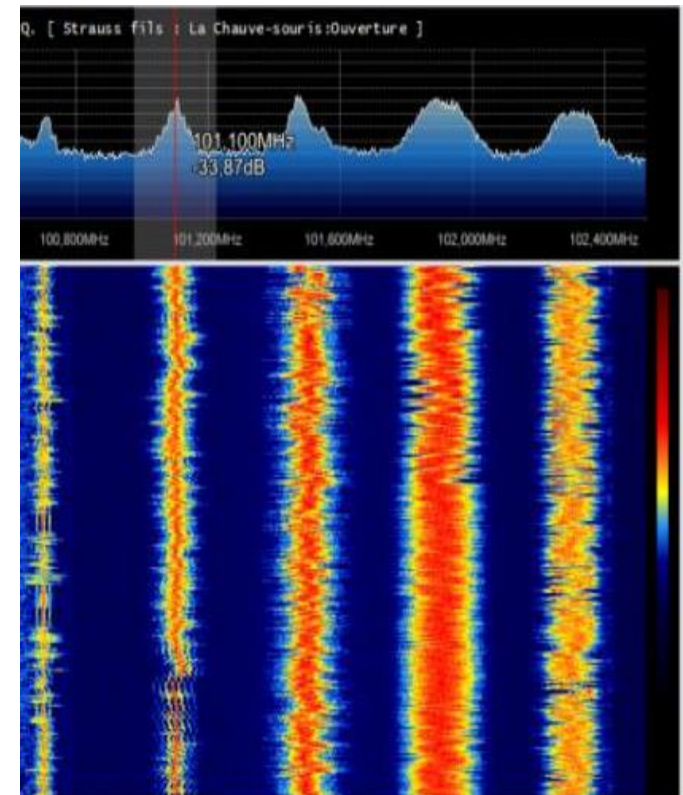 Q. [ Strauss fils : La Chauve-souris:Ouverture ]
101,100MHz
-33,87dB
100,800MHz 101,200MHz 101,600MHz 102,000MHz 102,400MHz